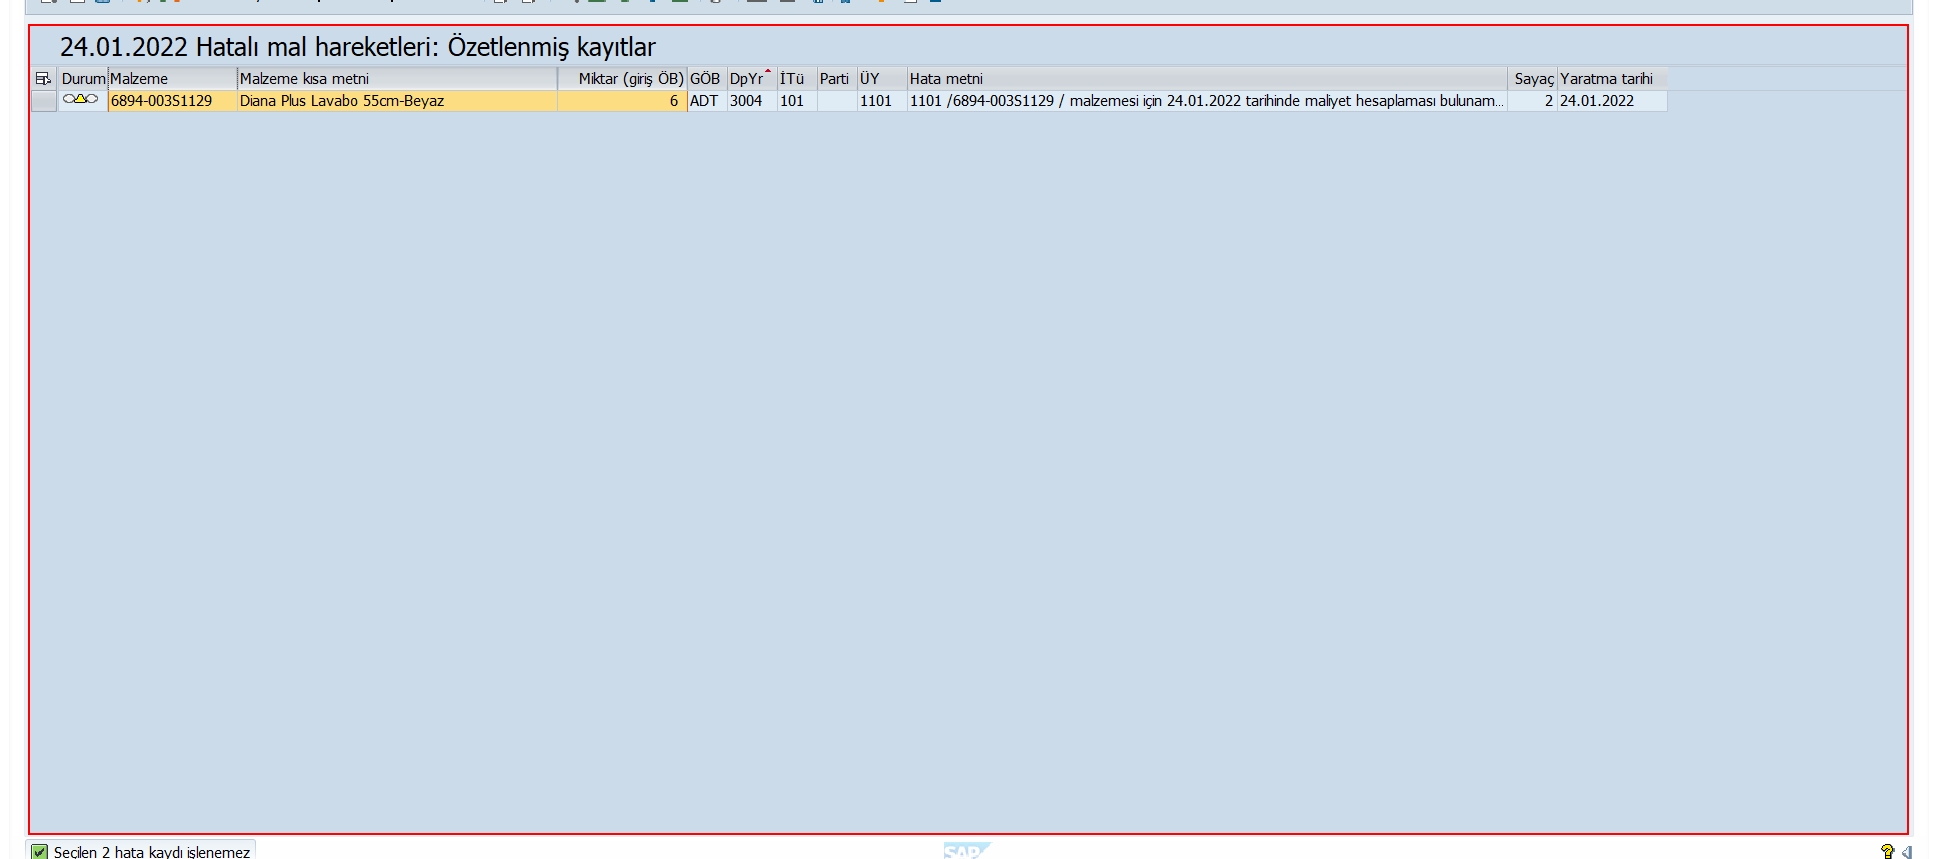 24.01.2022 Hatalı mal hareketleri: Özetlenmiş kayıtlar
Durum Malzeme Malzeme kısa metni Miktar (giriş ÖB) GÖB DpYr İTü Parti ÜY Hata metni Sayaç Yaratma tarihi
6894-003S1129 Diana Plus Lavabo 55cm-Beyaz 6 ADT 3004 101 1101 1101 /6894-003S1129 / malzemesi için 24.01.2022 tarihinde maliyet hesaplaması bulunam... 2 24.01.2022
Seçilen 2 hata kaydı işlenemez
SAP